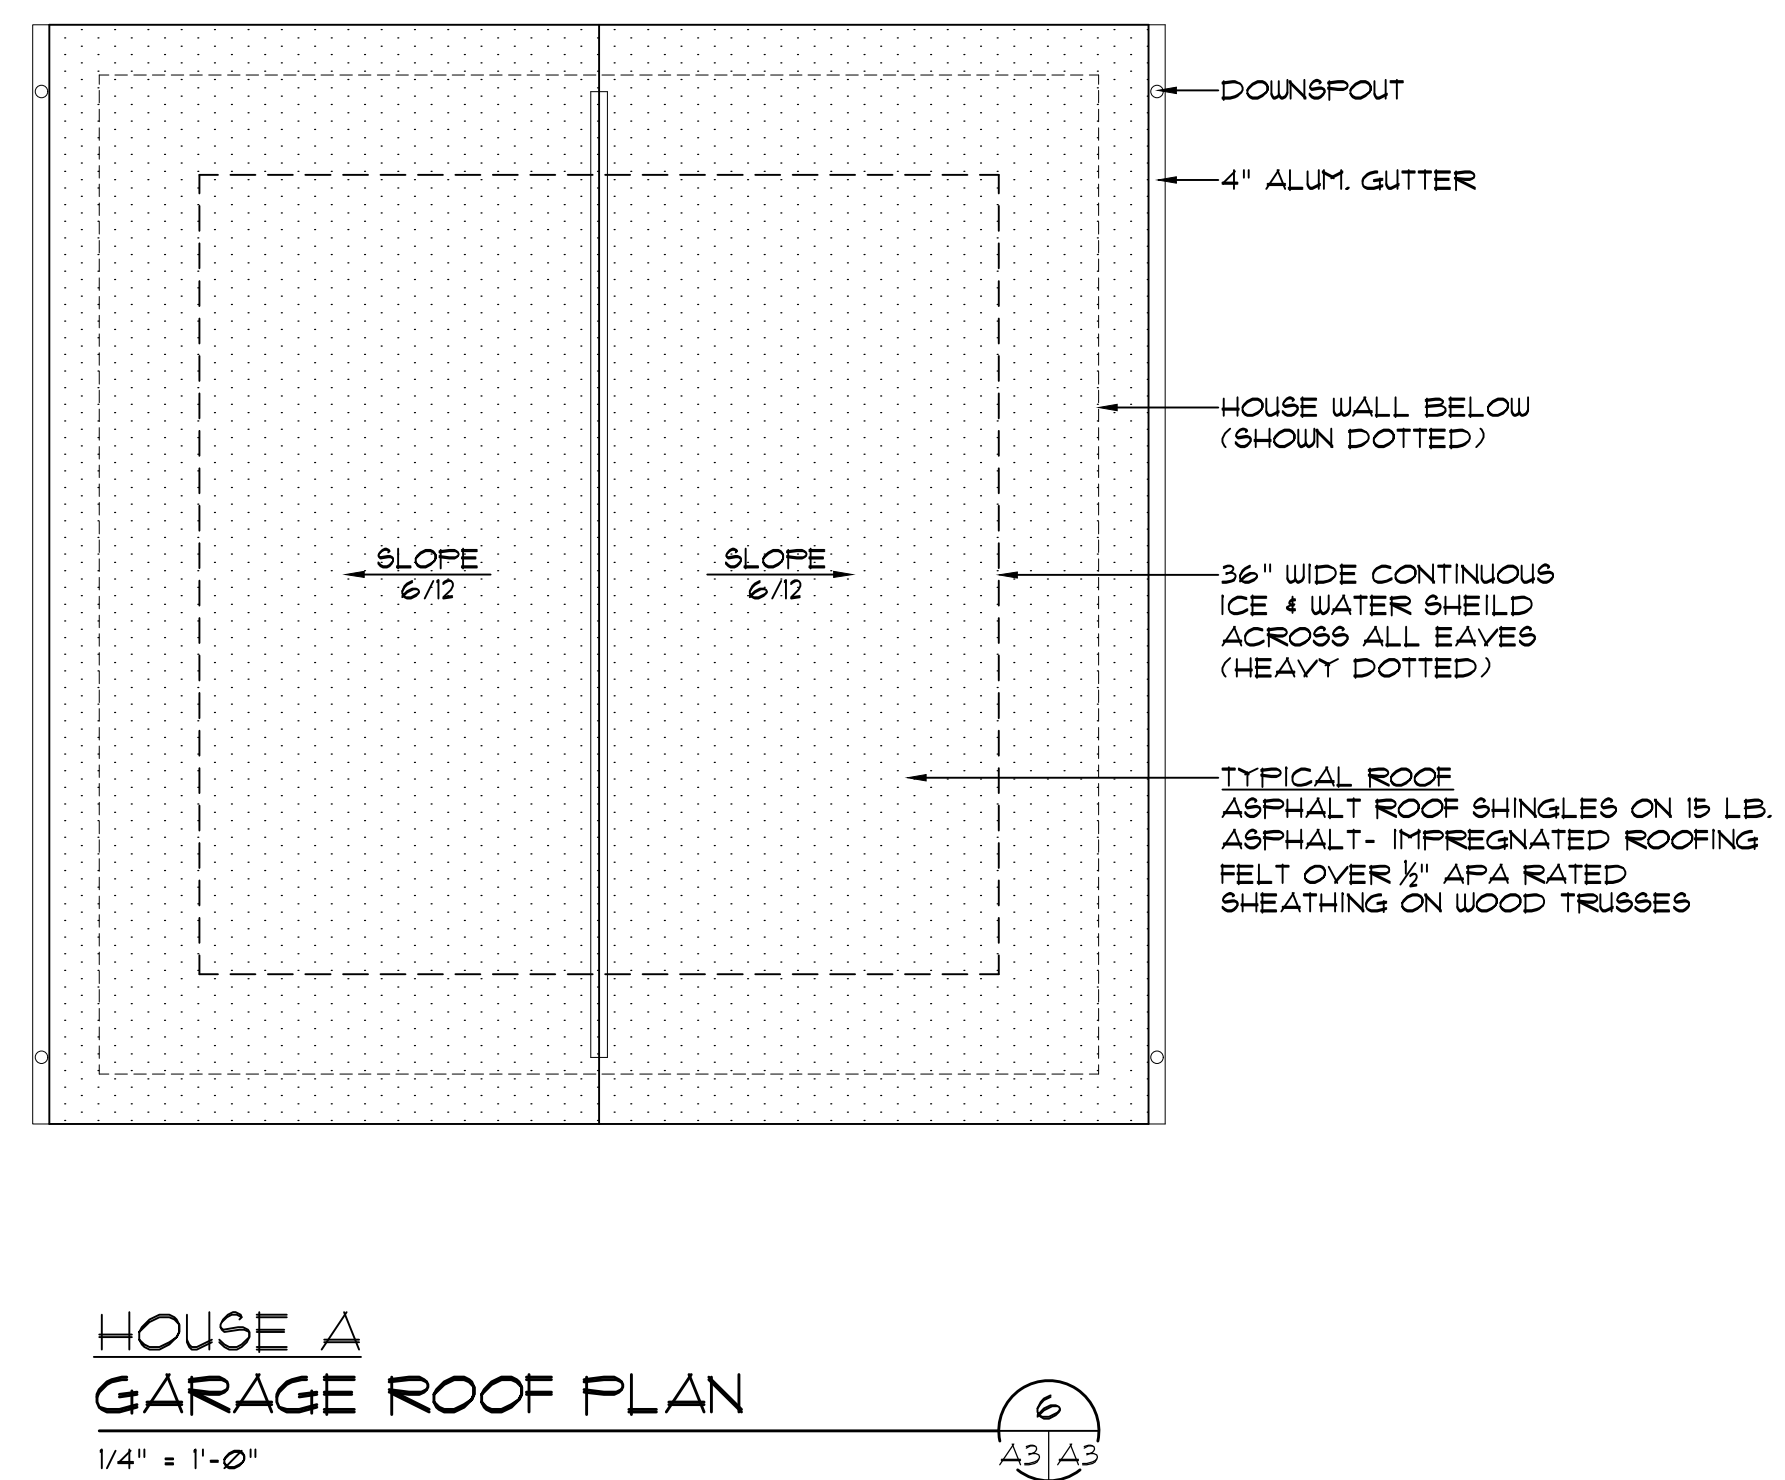 DOWNSPOUT
4" ALUM. GUTTER
HOUSE WALL BELOW
(SHOWN DOTTED)
SLOPE
6/12
SLOPE
6/12
36" WIDE CONTINUOUS
ICE & WATER SHEILD
ACROSS ALL EAVES
(HEAVY DOTTED)
TYPICAL ROOF
ASPHALT ROOF SHINGLES ON 15 LB.
ASPHALT- IMPREGNATED ROOFING
FELT OVER ½" APA RATED
SHEATHING ON WOOD TRUSSES
HOUSE A
GARAGE ROOF PLAN
1/4" = 1'-0"
6
A3 A3